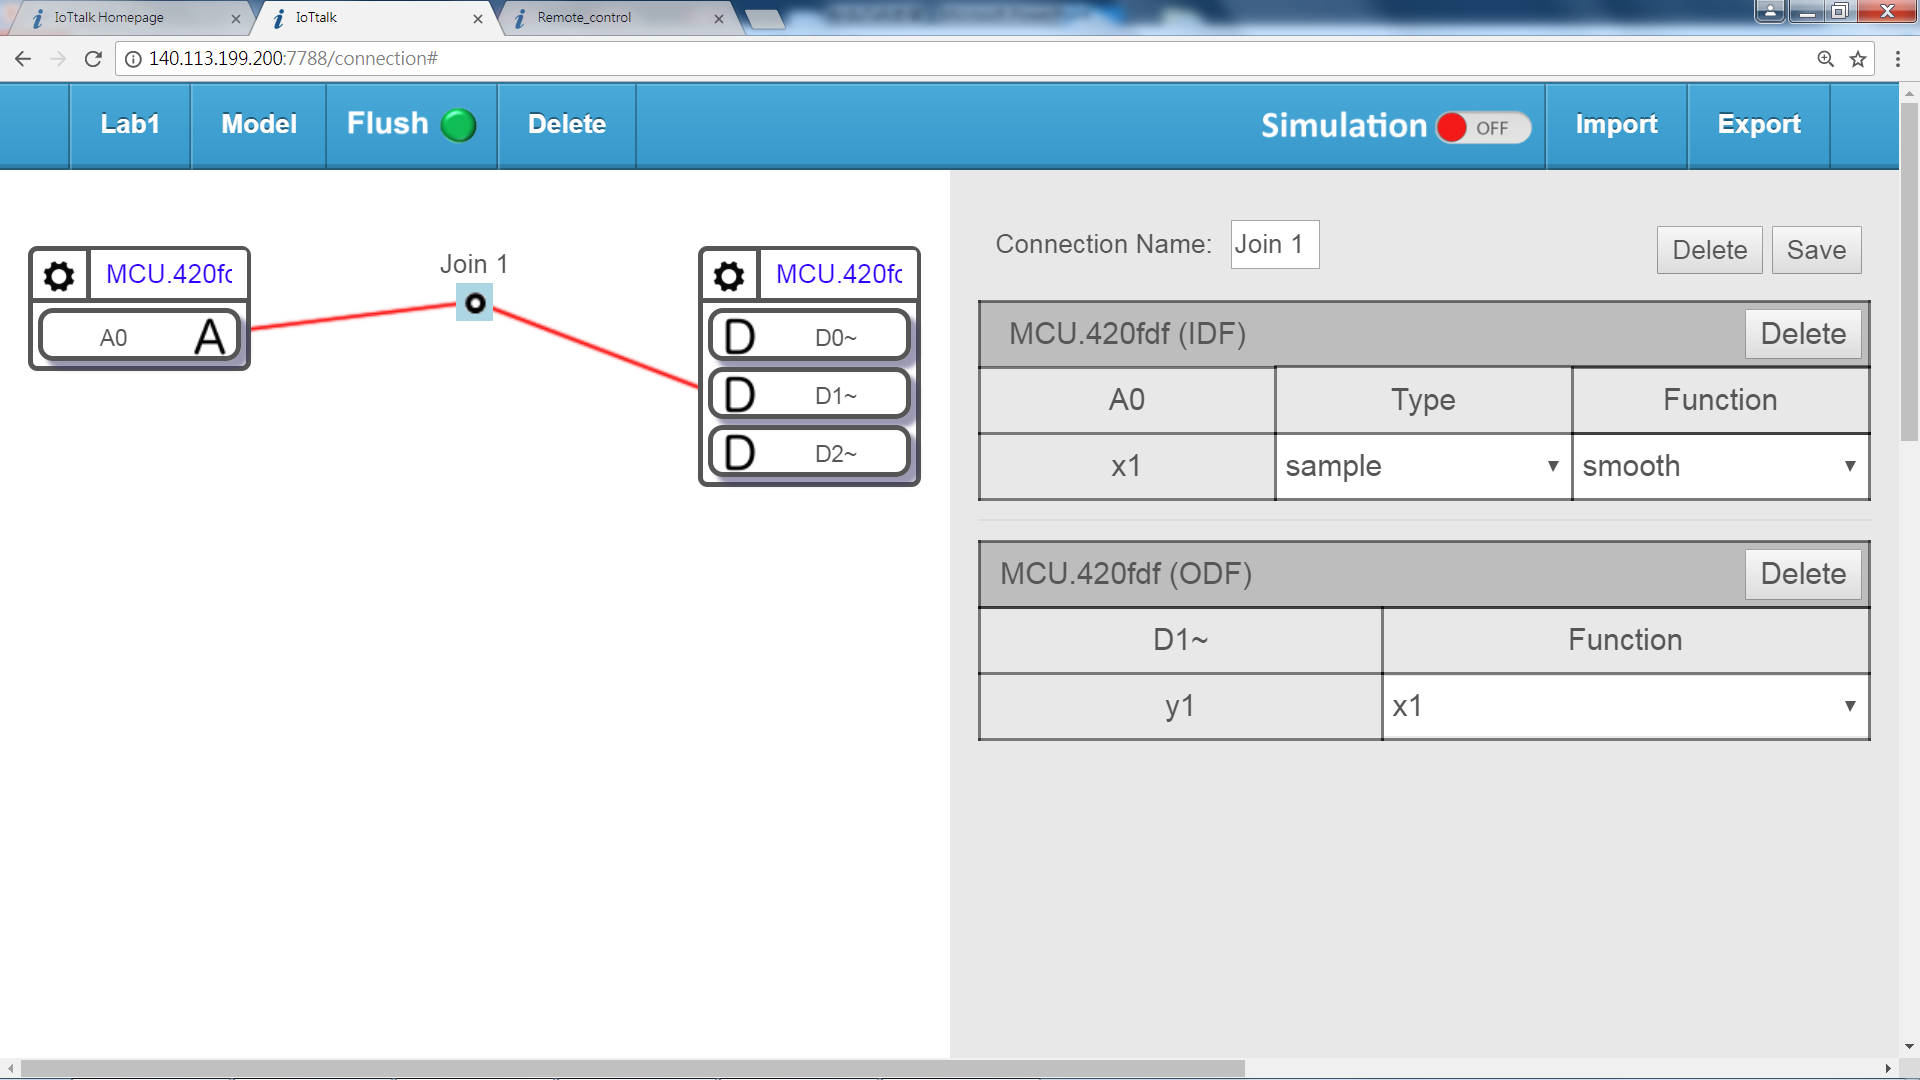 IoTtalk Homepage
IoTtalk
Remote_control
140.113.199.200:7788/connection#
Lab1
Model
Flush
Delete
Simulation
OFF
Import
Export
MCU.420fc
A0
A
Join 1
MCU.420fc
D
D0~
D
D1~
D
D2~
Connection Name:
Join 1
Delete
Save
MCU.420fdf (IDF)
Delete
A0
Type
Function
x1
sample
smooth
MCU.420fdf (ODF)
Delete
D1~
Function
y1
x1